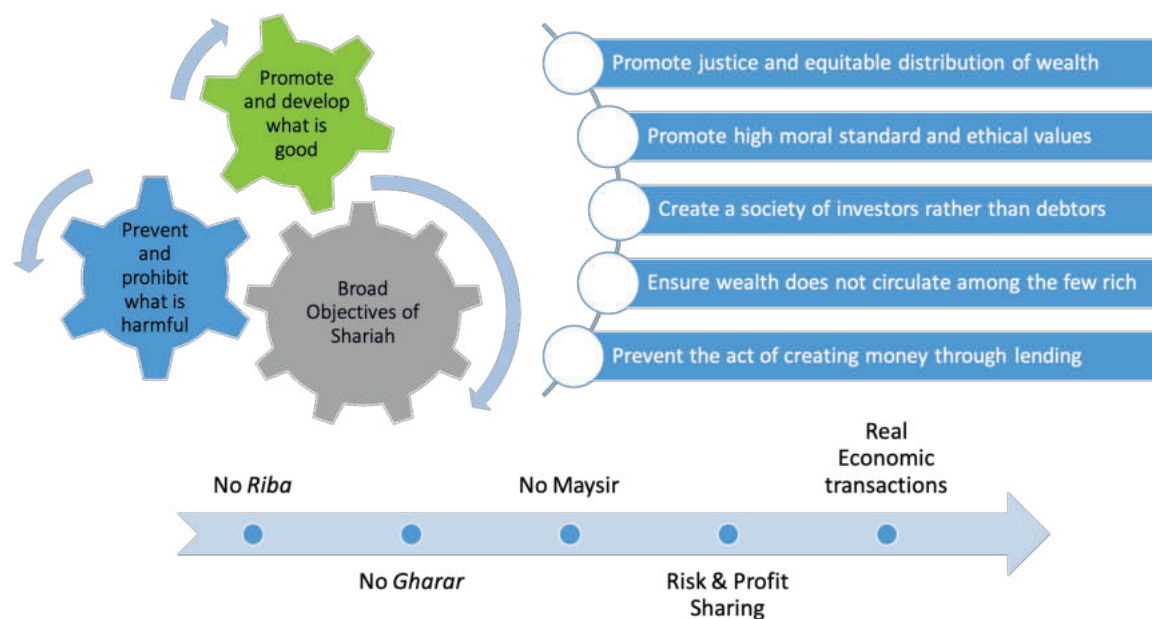 Promote
and develop
what is
good
Prevent
and
prohibit
what is
harmful
Broad
Objectives of
Shariah
Promote justice and equitable distribution of wealth
Promote high moral standard and ethical values
Create a society of investors rather than debtors
Ensure wealth does not circulate among the few rich
Prevent the act of creating money through lending
No Riba
No Gharar
No Maysir
Risk & Profit
Sharing
Real
Economic
transactions